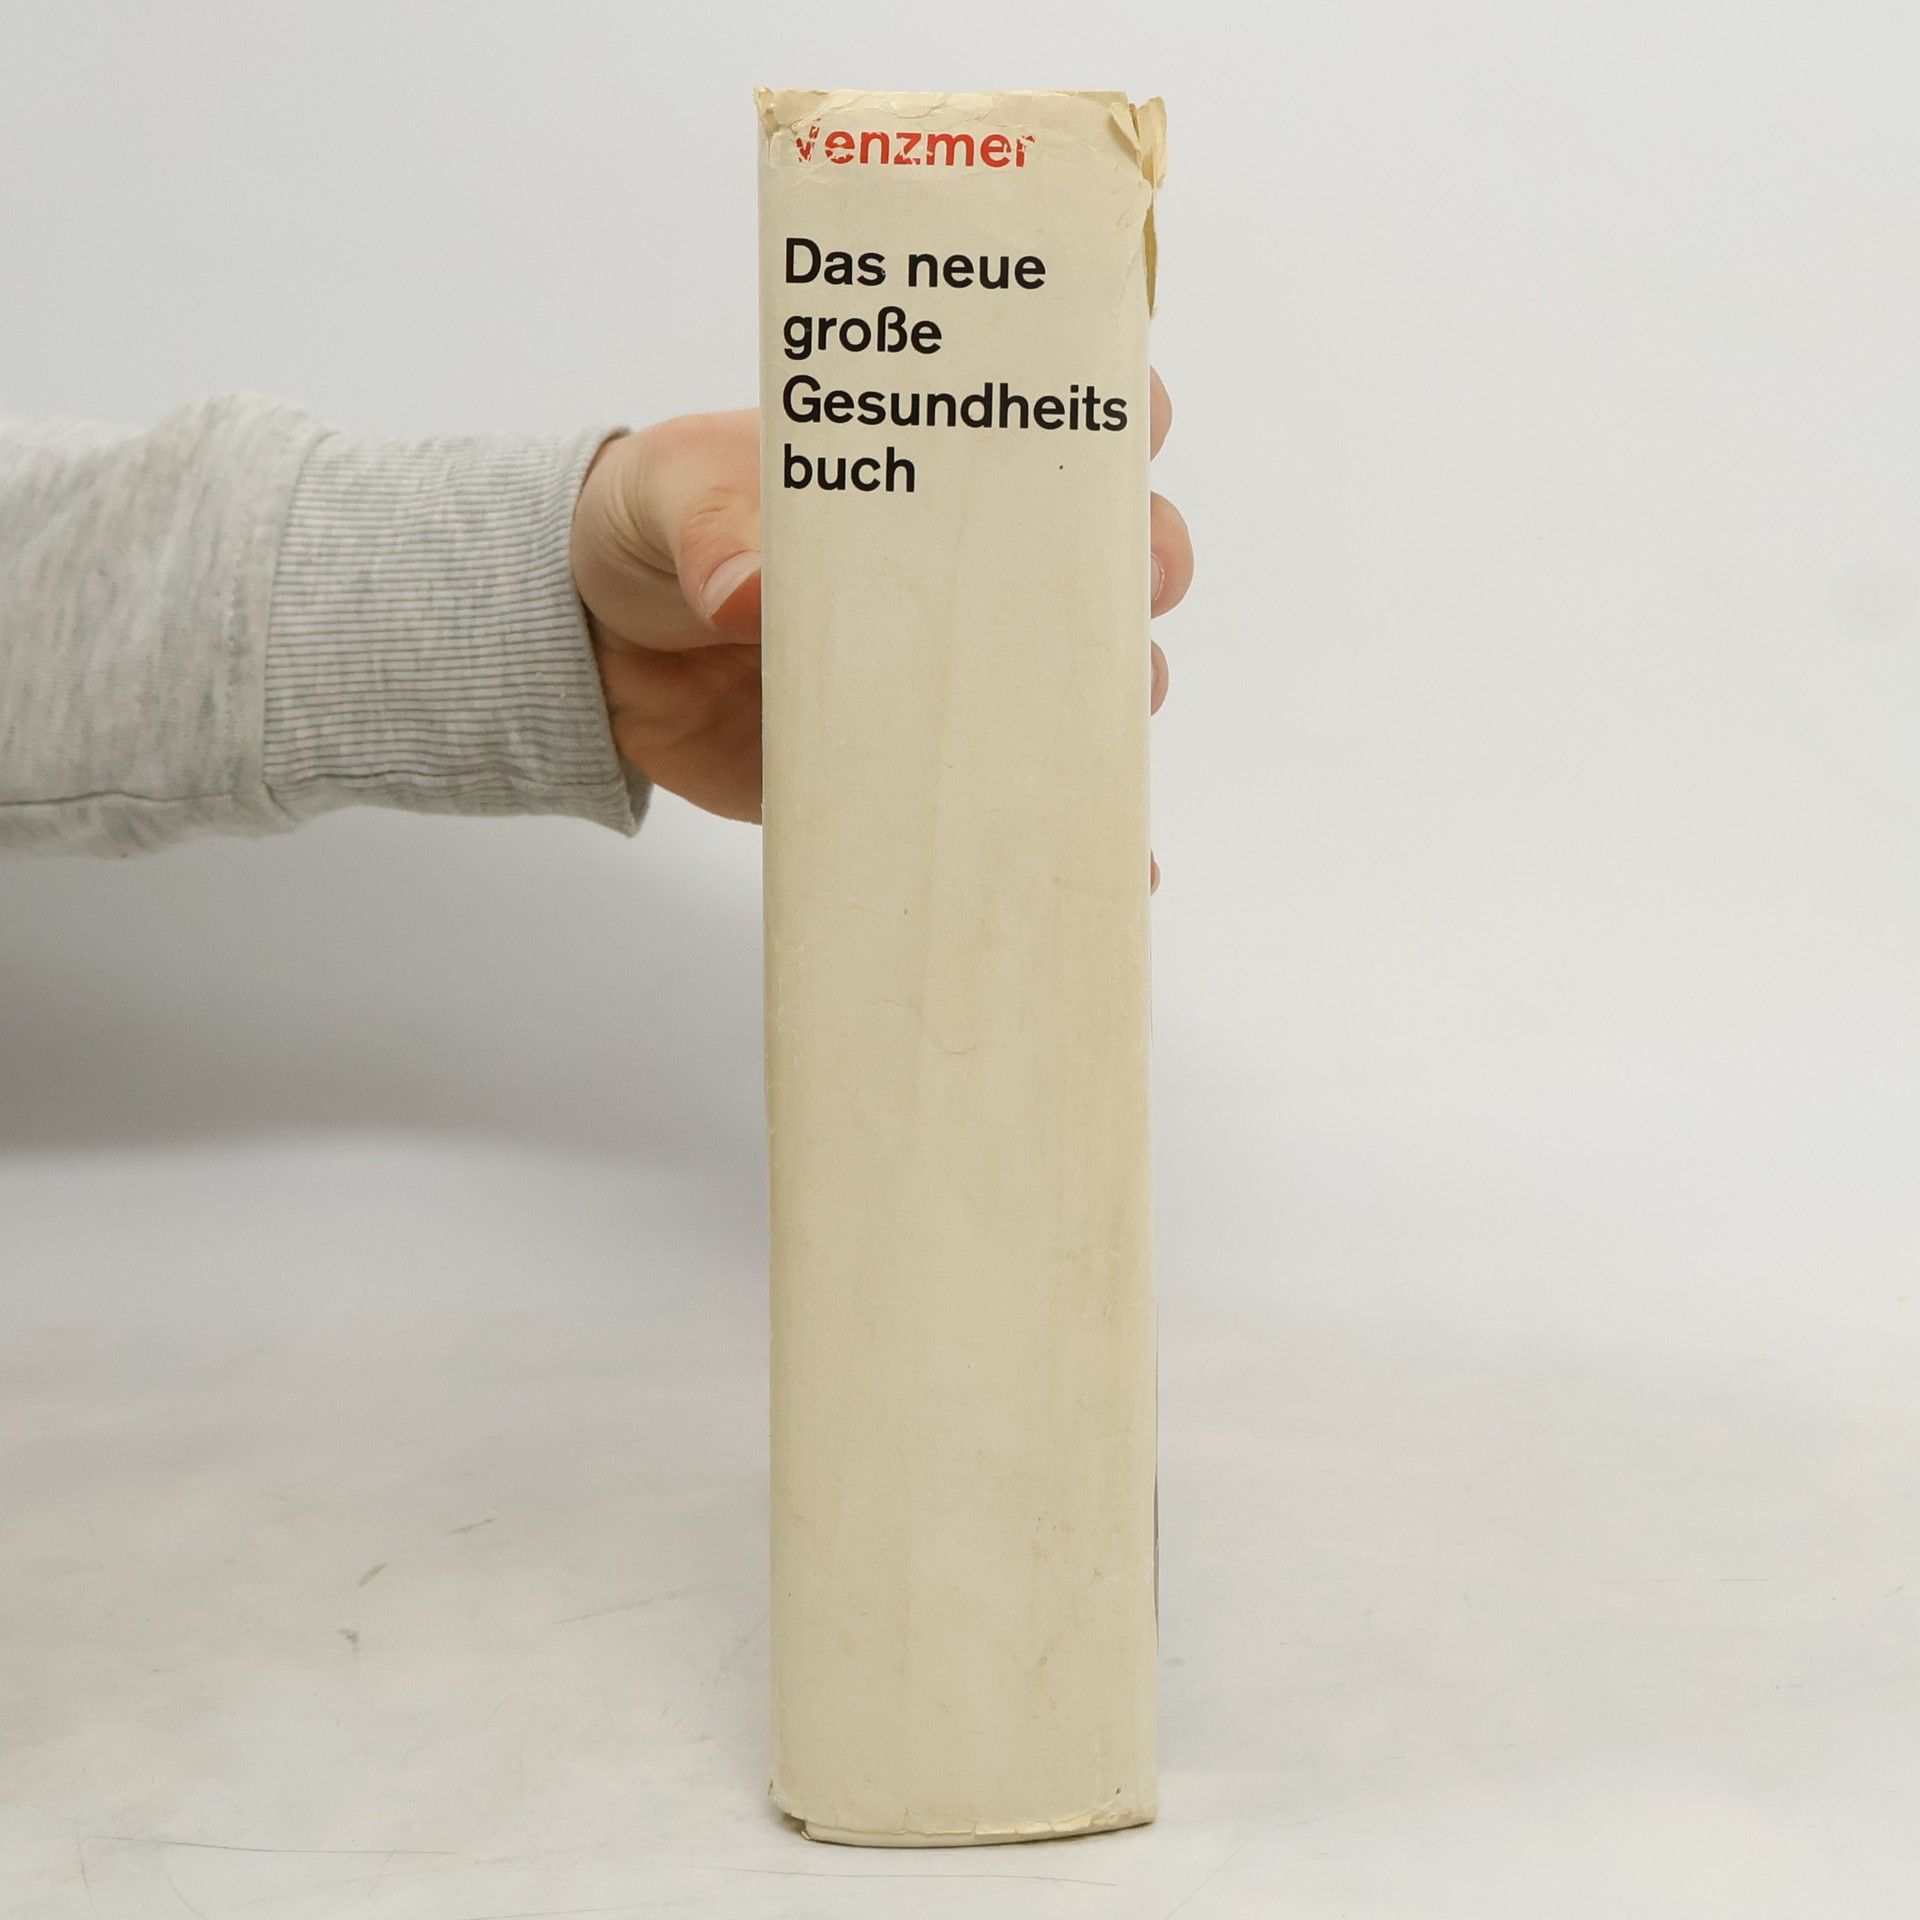 Venzmer
Das neue
große
Gesundheits
buch